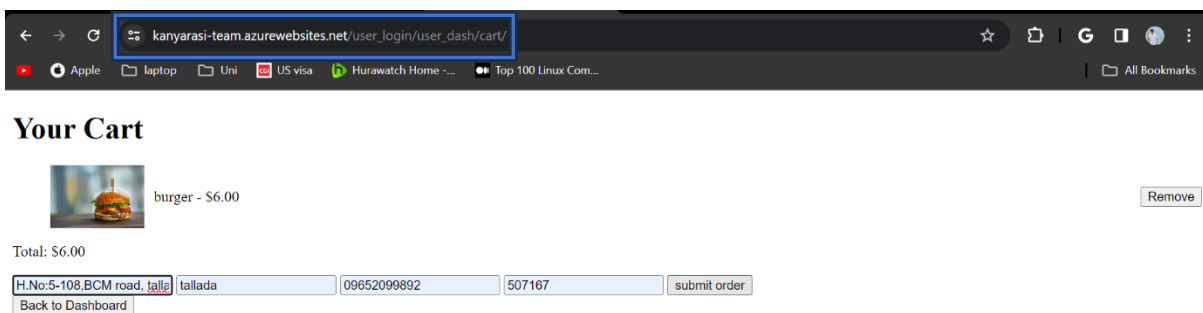 kanyarasi-team.azurewebsites.net/user_login/user_dash/cart/
G
Apple laptop Uni CGI US visa Hurawatch Home -... Top 100 Linux Com... All Bookmarks
Your Cart
burger - $6.00 Remove
Total: $6.00
H.No:5-108,BCM road, talla tallada 09652099892 507167 submit order
Back to Dashboard